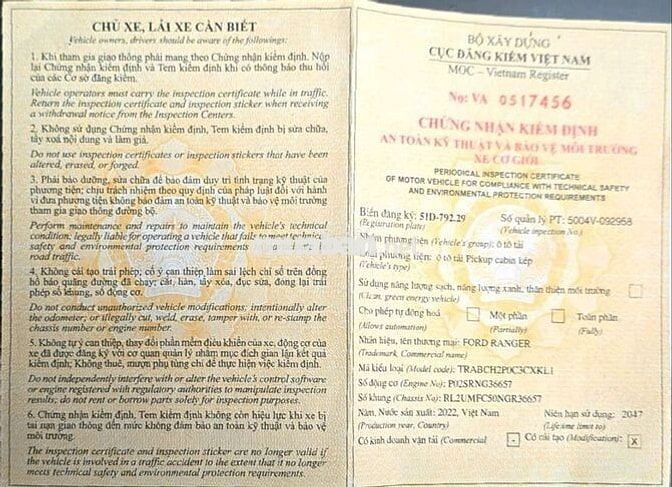 CHỦ XE, LÁI XE CẦN BIẾT
Vehicle owners, drivers should be aware of the followings:
1. Khi tham gia giao thông phải mang theo Chứng nhận kiểm định. Nộp
lại Chứng nhận kiểm định và Tem kiểm định khi có thông báo thu hồi
của các Cơ sở đăng kiểm.
Vehicle operators must carry the inspection certificate while in traffic.
Return the inspection certificate and inspection sticker when receiving
a withdrawal notice from the Inspection Centers.
2. Không sử dụng Chứng nhận kiểm định, Tem kiểm định bị sửa chữa,
tẩy xoá nội dung và làm giả.
Do not use inspection certificates or inspection stickers that have been
altered, erased, or forged.
3. Phải bảo dưỡng, sửa chữa để bảo đảm duy trì tình trạng kỹ thuật của
phương tiện; chịu trách nhiệm theo quy định của pháp luật đối với hành
vi đưa phương tiện không bảo đảm an toàn kỹ thuật và bảo vệ môi trường
tham gia giao thông đường bộ.
Perform maintenance and repairs to maintain the vehicle's technical
condition; legally liable for operating a vehicle that fails to meet technical
safety and environmental protection requirements
road traffic.
4. Không cải tạo trái phép; cố ý can thiệp làm sai lệch chỉ số trên đồng
hồ báo quãng đường đã chạy; cắt, hàn, tẩy xóa, đục sửa, đóng lại trái
phép số khung, số động cơ.
Do not conduct unauthorized vehicle modifications; intentionally alter
the odometer; or illegally cut, weld, erase, tamper with, or re-stamp the
chassis number or engine number.
5. Không tự ý can thiệp, thay đổi phần mềm điều khiển của xe, động cơ của
xe đã được đăng ký với cơ quan quản lý nhằm mục đích gian lận kết quả
kiểm định; Không thuê, mượn phụ tùng chỉ để thực hiện việc kiểm định.
Do not independently interfere with or alter the vehicle's control software
or engine registered with regulatory authorities to manipulate inspection
results; do not rent or borrow parts solely for inspection purposes.
6. Chứng nhận kiểm định, Tem kiểm định không còn hiệu lực khi xe bị
tai nạn giao thông đến mức không đảm bảo an toàn kỹ thuật và bảo vệ
môi trường.
The inspection certificate and inspection sticker are no longer valid if
the vehicle is involved in a traffic accident to the extent that it no longer
meets technical safety and environmental protection requirements.
BỘ XÂY DỰNG
CỤC ĐĂNG KIỂM VIỆT NAM
MOC - Vietnam Register
No: VA 0517456
CHỨNG NHẬN KIỂM ĐỊNH
AN TOÀN KỸ THUẬT VÀ BẢO VỆ MÔI TRƯỜNG
XE CƠ GIỚI
PERIODICAL INSPECTION CERTIFICATE
OF MOTOR VEHICLE FOR COMPLIANCE WITH TECHNICAL SAFETY
AND ENVIRONMENTAL PROTECTION REQUIREMENTS
Biển đăng ký: 51D-792.29 Số quản lý PT: 5004V-092958
(Registration plate) (Vehicle inpection No.)
Nhóm phương tiện (Vehicle's group): ô tô tải
phương tiện: ô tô tải Pickup cabin kép
(Vehicle's type)
Sử dụng năng lượng sạch, năng lượng xanh, thân thiện môi trường
(Clean, green energy vehicle)
Cho phép tự động hoá Một phần Toàn phần
(Allows automation) (Partially) (Fully)
Nhãn hiệu, tên thương mại: FORD RANGER
(Trademark, Commercial name)
Mã kiểu loại (Model code): TRABCH2P0C3CXKL1
Số động cơ (Engine No): P02SRNG36657
Số khung (Chassis No): RL2UMFC50NGR36657
Năm, Nước sản xuất: 2022, Việt Nam Niên hạn sử dụng: 2047
(Production year, Country) (Lifetime limit to)
Có kinh doanh vận tải (Commercial - Có cải tạo (Modification): X